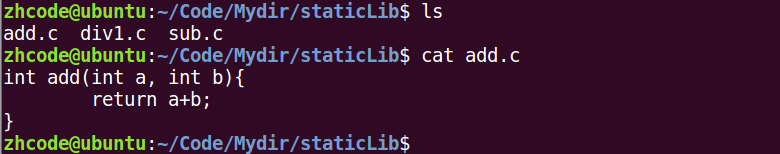 zhcode@ubuntu:~/Code/Mydir/staticLib$ ls
add.c  div1.c  sub.c
zhcode@ubuntu:~/Code/Mydir/staticLib$ cat add.c
int add(int a, int b){
        return a+b;
}
zhcode@ubuntu:~/Code/Mydir/staticLib$